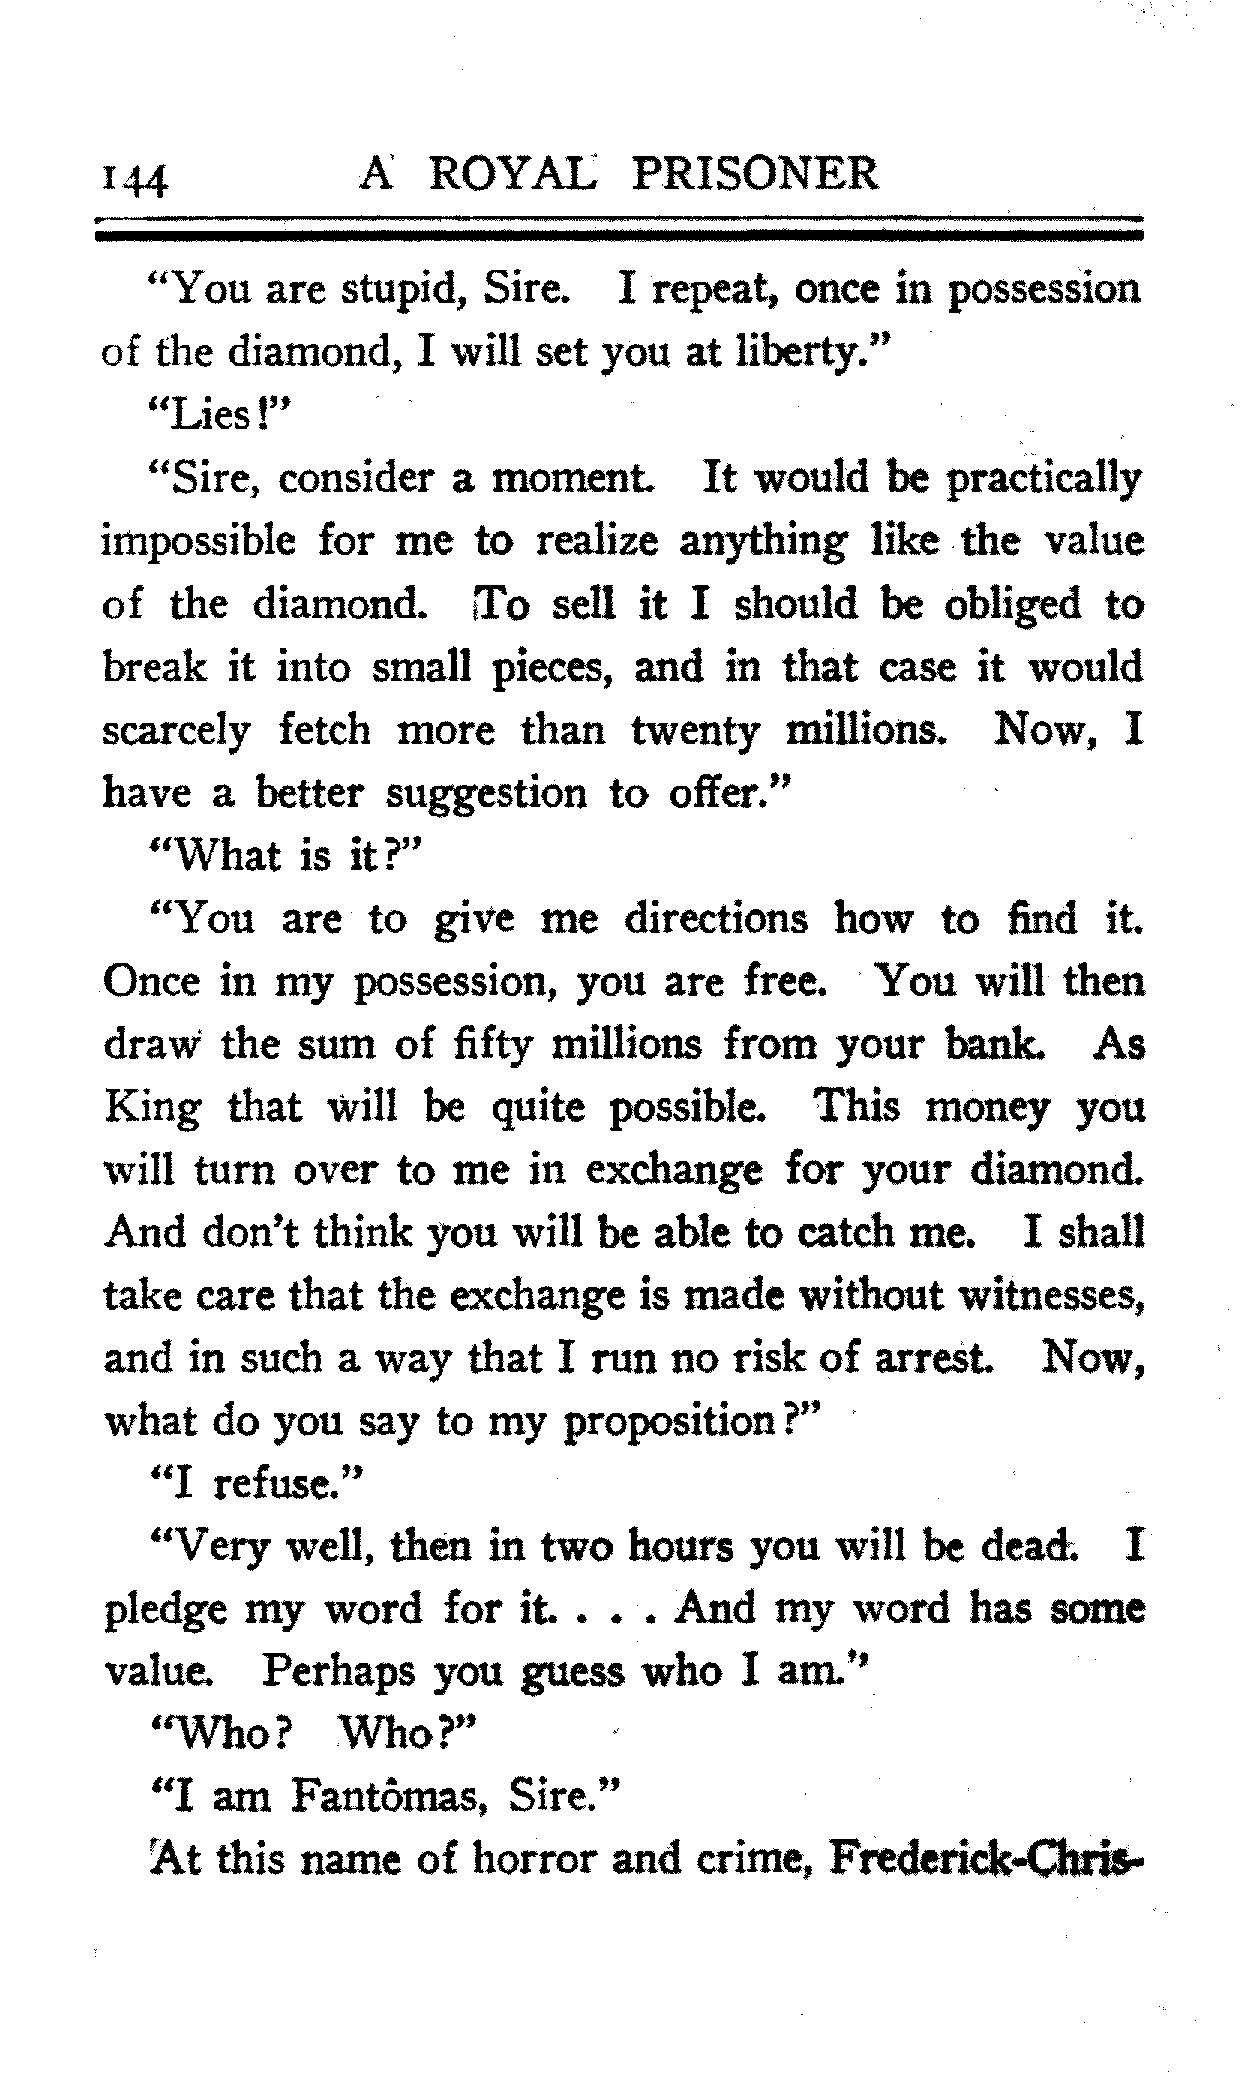 144 A ROYAL PRISONER
“You are stupid, Sire. I repeat, once in possession
of the diamond, I will set you at liberty.”
“Lies!”
“Sire, consider a moment. It would be practically
impossible for me to realize anything like the value
of the diamond. To sell it I should be obliged to
break it into small pieces, and in that case it would
scarcely fetch more than twenty millions. Now, I
have a better suggestion to offer.”
“What is it?”
“You are to give me directions how to find it.
Once in my possession, you are free. You will then
draw the sum of fifty millions from your bank. As
King that will be quite possible. This money you
will turn over to me in exchange for your diamond.
And don’t think you will be able to catch me. I shall
take care that the exchange is made without witnesses,
and in such a way that I run no risk of arrest. Now,
what do you say to my proposition?”
“I refuse.”
“Very well, then in two hours you will be dead. I
pledge my word for it. . . . And my word has some
value. Perhaps you guess who I am.”
“Who? Who?”
“I am Fantômas, Sire.”
At this name of horror and crime, Frederick-Chris-